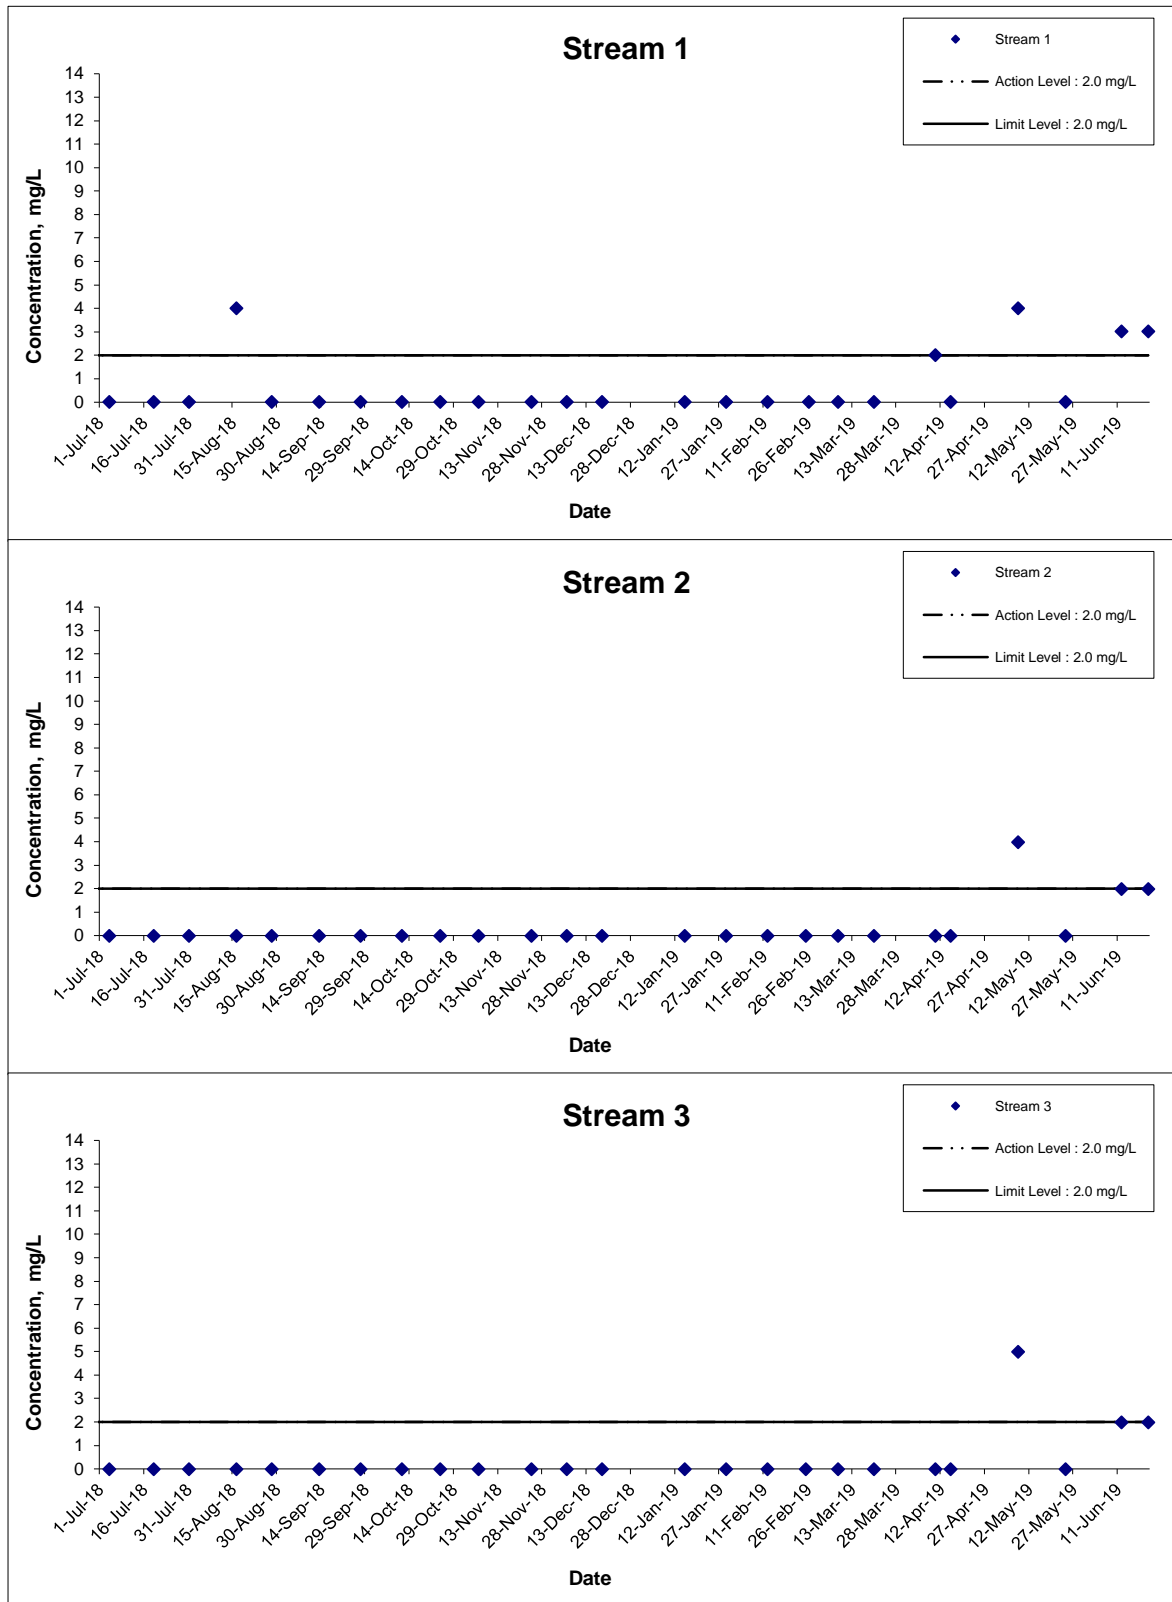 Stream 1
Stream 1
Action Level : 2.0 mg/L
Limit Level : 2.0 mg/L
Concentration, mg/L
14
13
12
11
10
9
8
7
6
5
4
3
2
1
0
1-Jul-18
16-Jul-18
31-Jul-18
15-Aug-18
30-Aug-18
14-Sep-18
29-Sep-18
14-Oct-18
29-Oct-18
13-Nov-18
28-Nov-18
13-Dec-18
28-Dec-18
12-Jan-19
27-Jan-19
11-Feb-19
26-Feb-19
13-Mar-19
28-Mar-19
12-Apr-19
27-Apr-19
12-May-19
27-May-19
11-Jun-19
Date
Stream 2
Stream 2
Action Level : 2.0 mg/L
Limit Level : 2.0 mg/L
Concentration, mg/L
14
13
12
11
10
9
8
7
6
5
4
3
2
1
0
1-Jul-18
16-Jul-18
31-Jul-18
15-Aug-18
30-Aug-18
14-Sep-18
29-Sep-18
14-Oct-18
29-Oct-18
13-Nov-18
28-Nov-18
13-Dec-18
28-Dec-18
12-Jan-19
27-Jan-19
11-Feb-19
26-Feb-19
13-Mar-19
28-Mar-19
12-Apr-19
27-Apr-19
12-May-19
27-May-19
11-Jun-19
Date
Stream 3
Stream 3
Action Level : 2.0 mg/L
Limit Level : 2.0 mg/L
Concentration, mg/L
14
13
12
11
10
9
8
7
6
5
4
3
2
1
0
1-Jul-18
16-Jul-18
31-Jul-18
15-Aug-18
30-Aug-18
14-Sep-18
29-Sep-18
14-Oct-18
29-Oct-18
13-Nov-18
28-Nov-18
13-Dec-18
28-Dec-18
12-Jan-19
27-Jan-19
11-Feb-19
26-Feb-19
13-Mar-19
28-Mar-19
12-Apr-19
27-Apr-19
12-May-19
27-May-19
11-Jun-19
Date